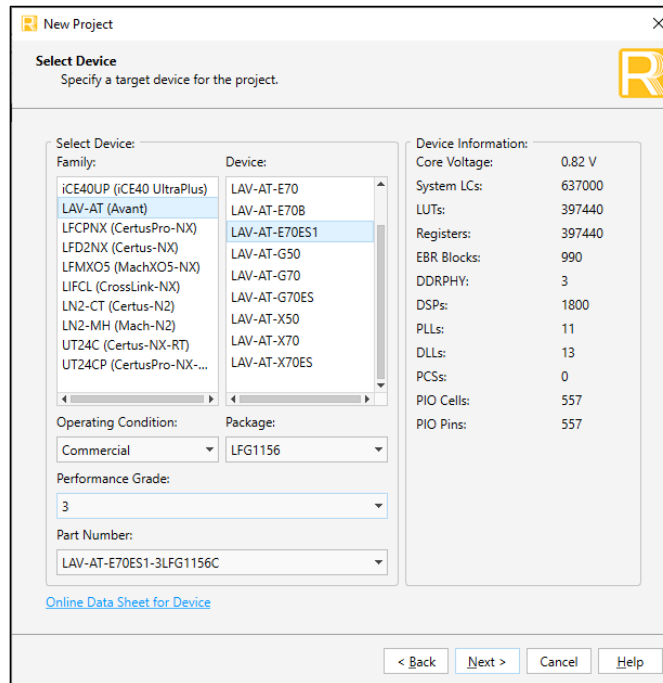 New Project
Select Device
Specify a target device for the project.
Select Device:
Family:
iCE40UP (iCE40 UltraPlus)
LAV-AT (Avant)
LFCPNX (CertusPro-NX)
LFD2NX (Certus-NX)
LFMXO5 (MachXO5-NX)
LIFCL (CrossLink-NX)
LN2-CT (Certus-N2)
LN2-MH (Mach-N2)
UT24C (Certus-NX-RT)
UT24CP (CertusPro-NX-...
Device:
LAV-AT-E70
LAV-AT-E70B
LAV-AT-E70ES1
LAV-AT-G50
LAV-AT-G70
LAV-AT-G70ES
LAV-AT-X50
LAV-AT-X70
LAV-AT-X70ES
Operating Condition:
Commercial
Package:
LFG1156
Performance Grade:
3
Part Number:
LAV-AT-E70ES1-3LFG1156C
Device Information:
Core Voltage: 0.82 V
System LCs: 637000
LUTs: 397440
Registers: 397440
EBR Blocks: 990
DDRPHY: 3
DSPs: 1800
PLLs: 11
DLLs: 13
PCSs: 0
PIO Cells: 557
PIO Pins: 557
Online Data Sheet for Device
< Back
Next >
Cancel
Help